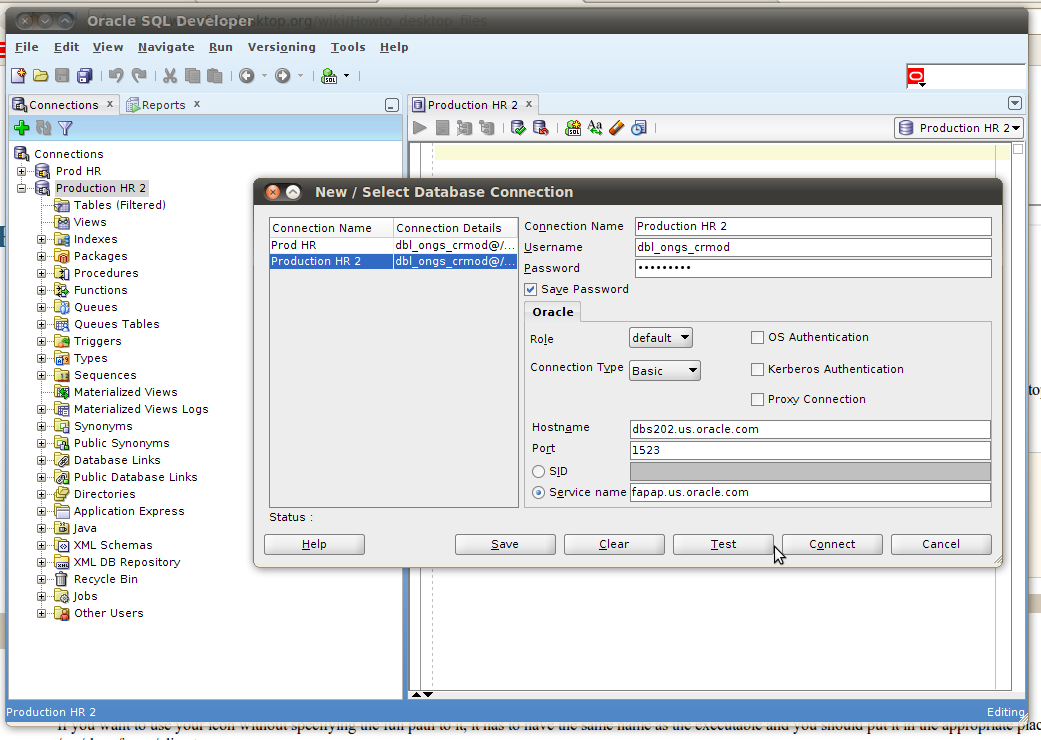 Oracle SQL Developer
ktop.org/wiki/Howto_desktop_files
File Edit View Navigate Run Versioning Tools Help
Connections x Reports x
Production HR 2 x
Production HR 2
Connections
Prod HR
Production HR 2
Tables (Filtered)
Views
Indexes
Packages
Procedures
Functions
Queues
Queues Tables
Triggers
Types
Sequences
Materialized Views
Materialized Views Logs
Synonyms
Public Synonyms
Database Links
Public Database Links
Directories
Application Express
Java
XML Schemas
XML DB Repository
Recycle Bin
Jobs
Other Users
New / Select Database Connection
Connection Name Connection Details
Prod HR dbl_ongs_crmod@/...
Production HR 2 dbl_ongs_crmod@/...
Connection Name Production HR 2
Username dbl_ongs_crmod
Password •••••••••
Save Password
Oracle
Role default OS Authentication
Connection Type Basic Kerberos Authentication
Proxy Connection
Hostname dbs202.us.oracle.com
Port 1523
SID
Service name fapap.us.oracle.com
Status :
Help Save Clear Test Connect Cancel
Production HR 2 Editing